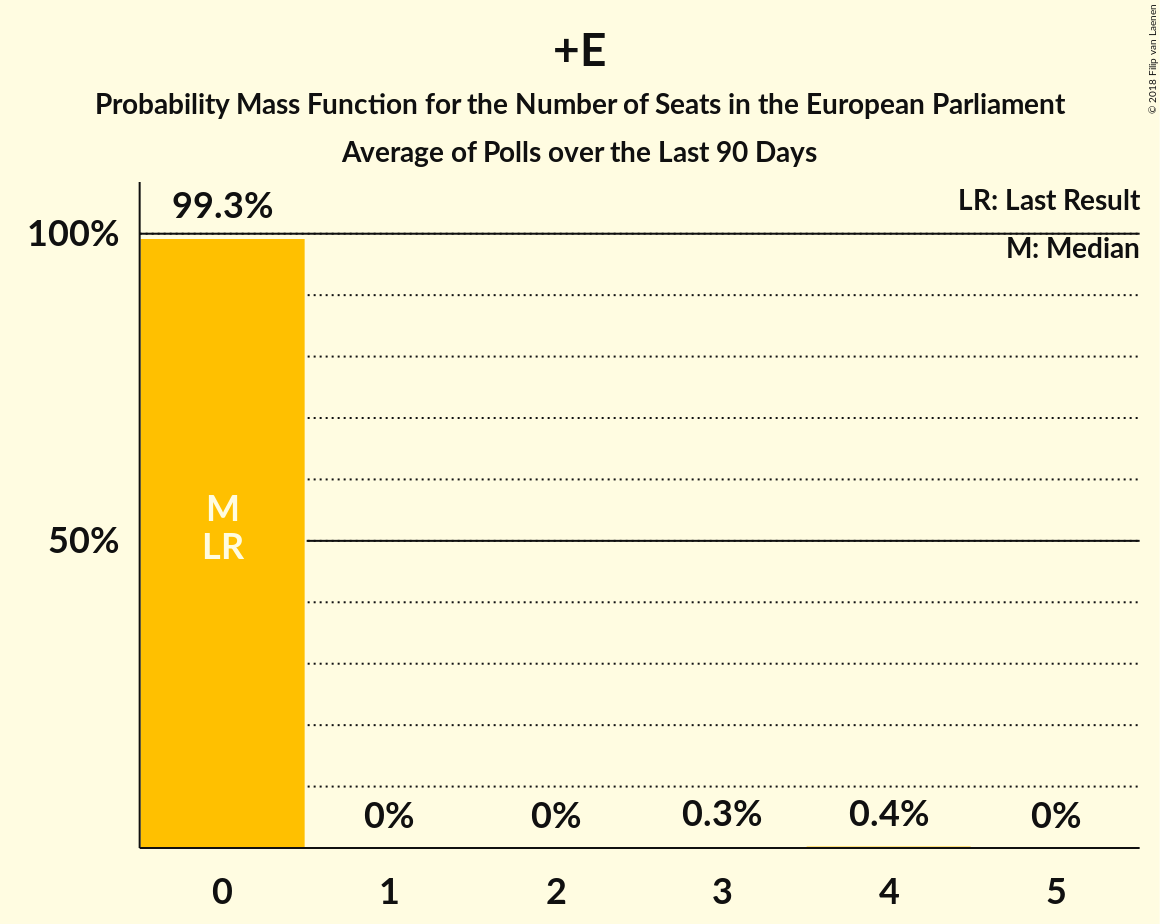 +E
Probability Mass Function for the Number of Seats in the European Parliament
Average of Polls over the Last 90 Days
© 2018 Filip van Laenen
LR: Last Result
M: Median
99.3%
100%
M
LR
50%
0%
0%
0.3%
0.4%
0%
0
1
2
3
4
5